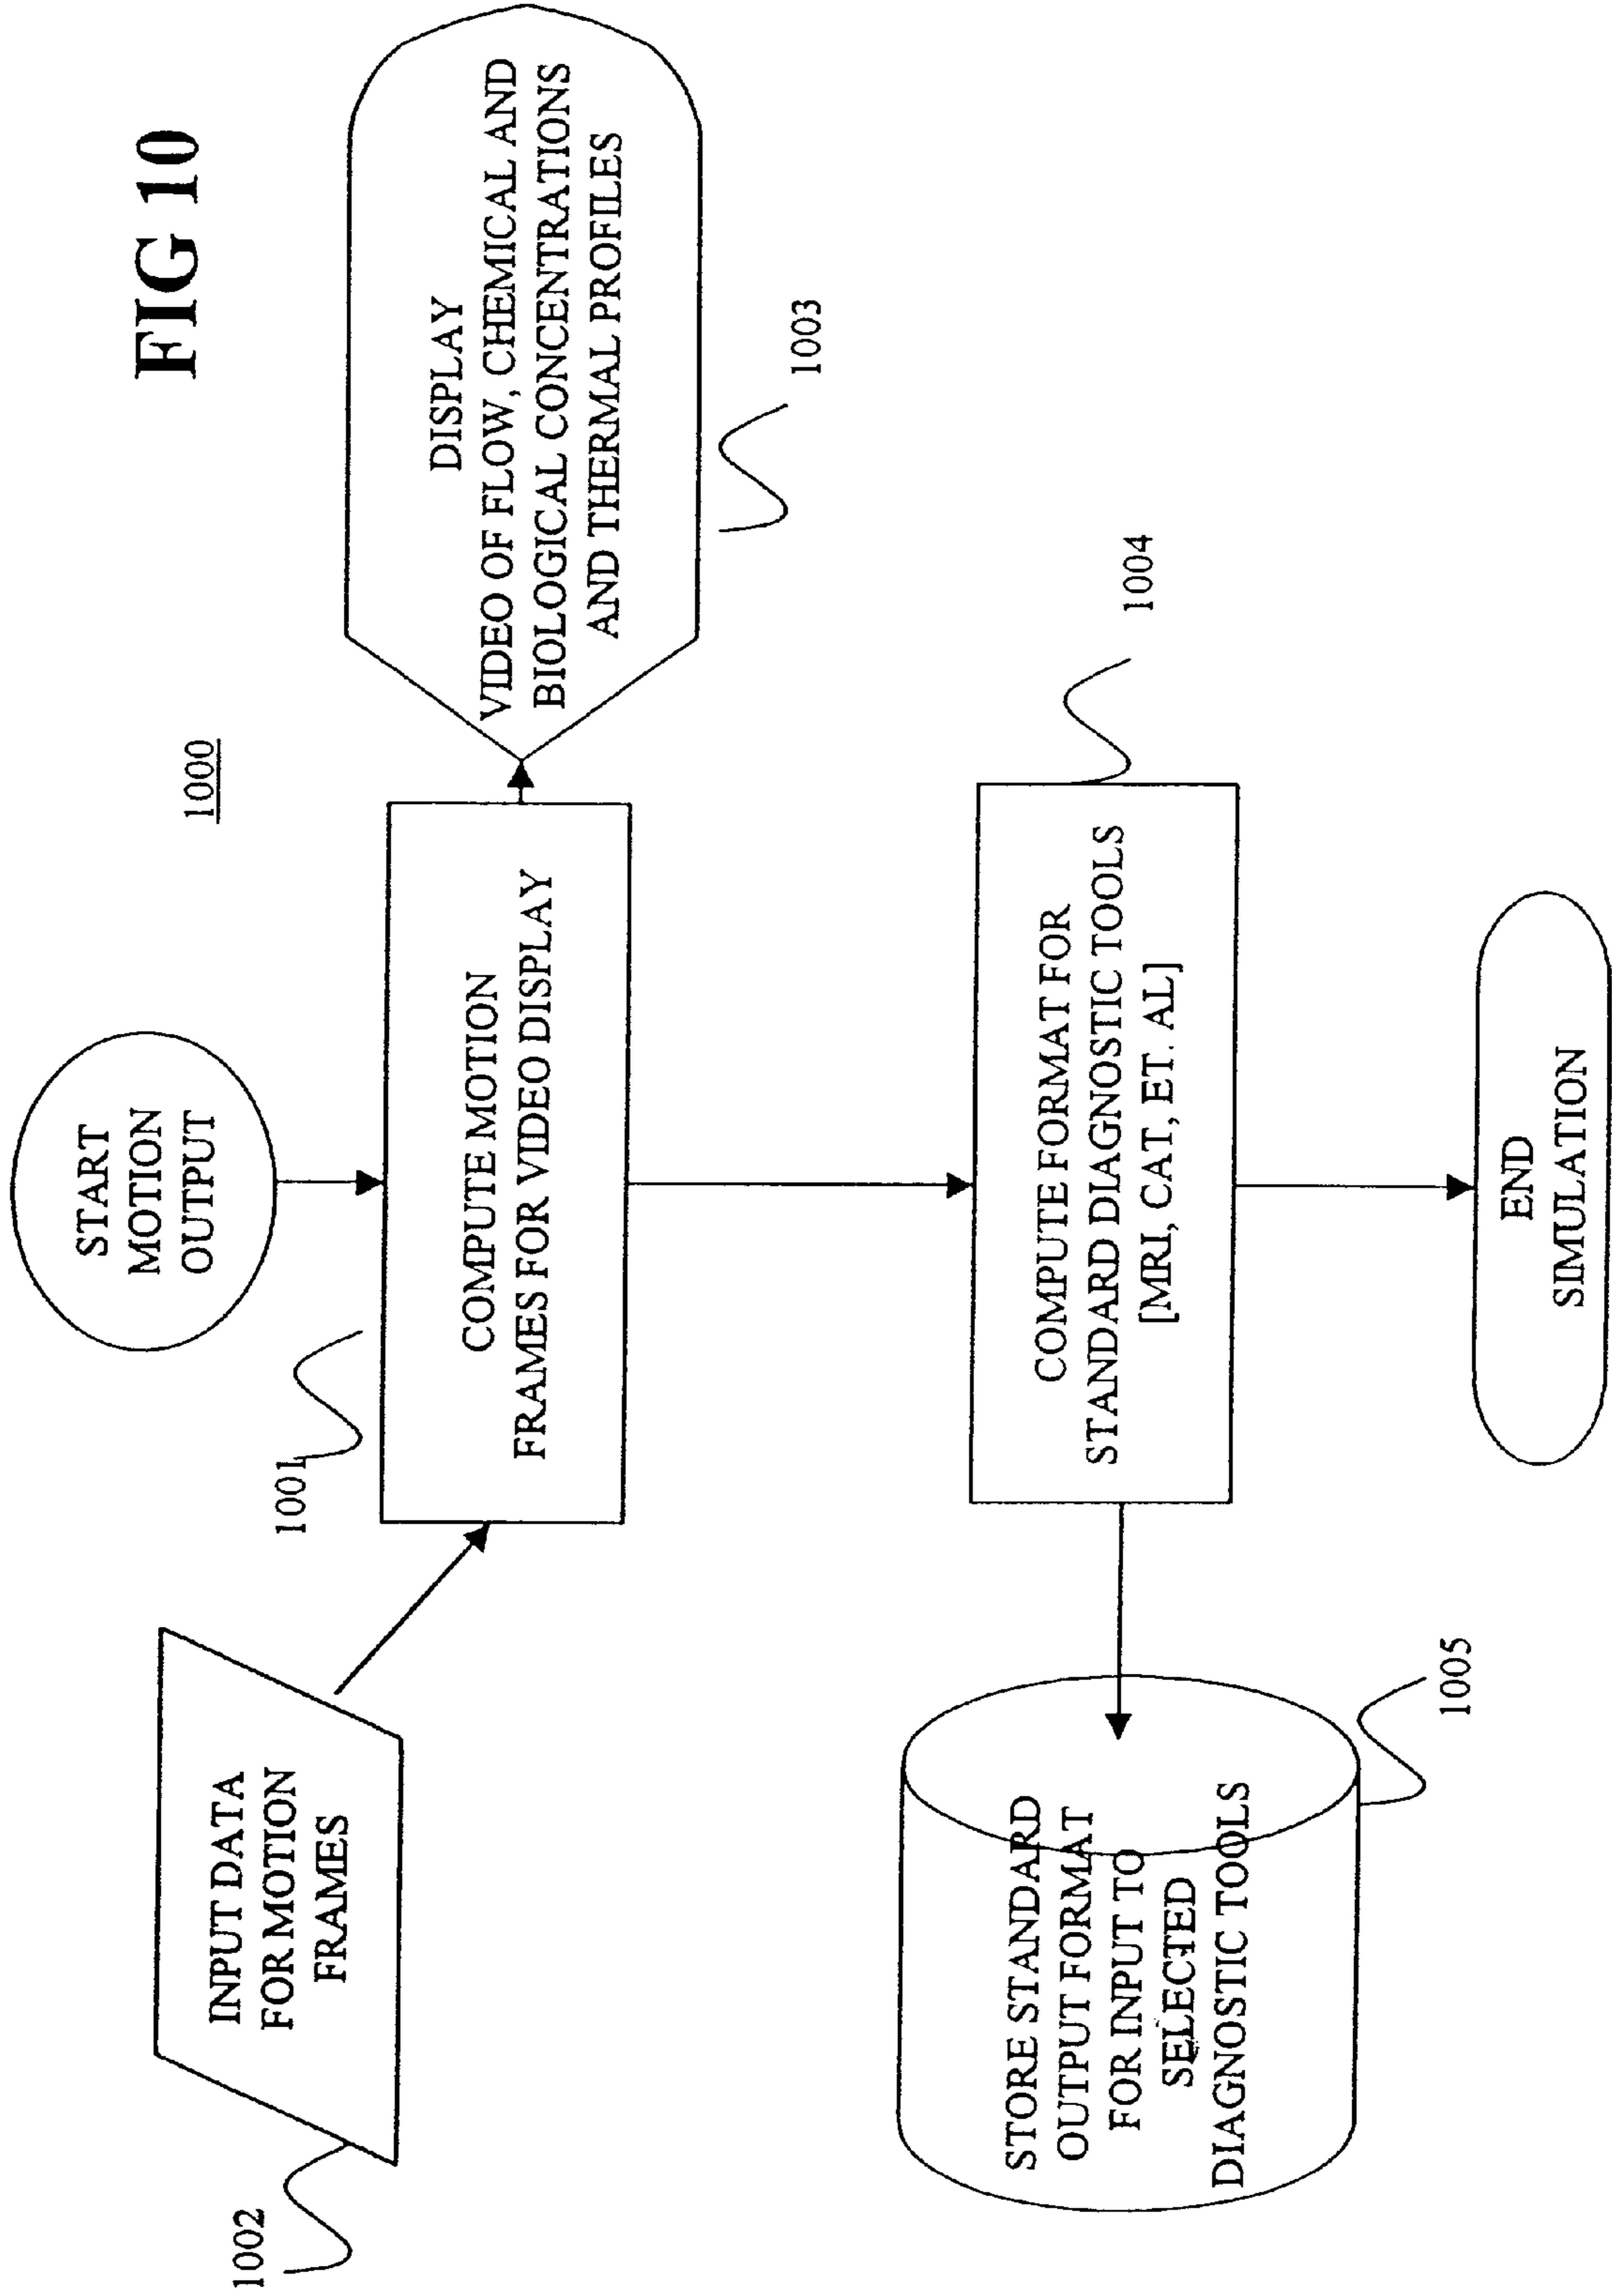 FIG 10
1000
START
MOTION
OUTPUT
1001
1002
INPUT DATA
FOR MOTION
FRAMES
COMPUTE MOTION
FRAMES FOR VIDEO DISPLAY
DISPLAY
VIDEO OF FLOW, CHEMICAL AND
BIOLOGICAL CONCENTRATIONS
AND THERMAL PROFILES
1003
1004
COMPUTE FORMAT FOR
STANDARD DIAGNOSTIC TOOLS
[MRI, CAT, ET. AL]
STORE STANDARD
OUTPUT FORMAT
FOR INPUT TO
SELECTED
DIAGNOSTIC TOOLS
1005
END
SIMULATION